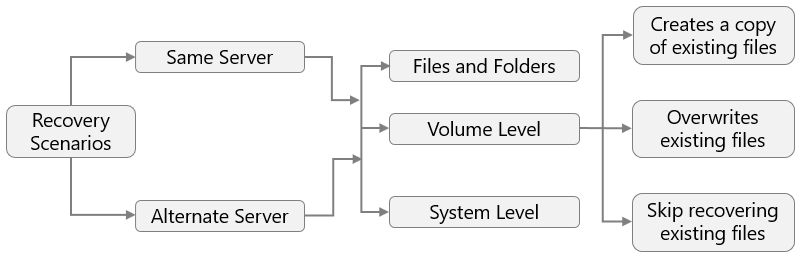 Recovery
Scenarios
Same Server
Alternate Server
Files and Folders
Volume Level
System Level
Creates a copy
of existing files
Overwrites
existing files
Skip recovering
existing files